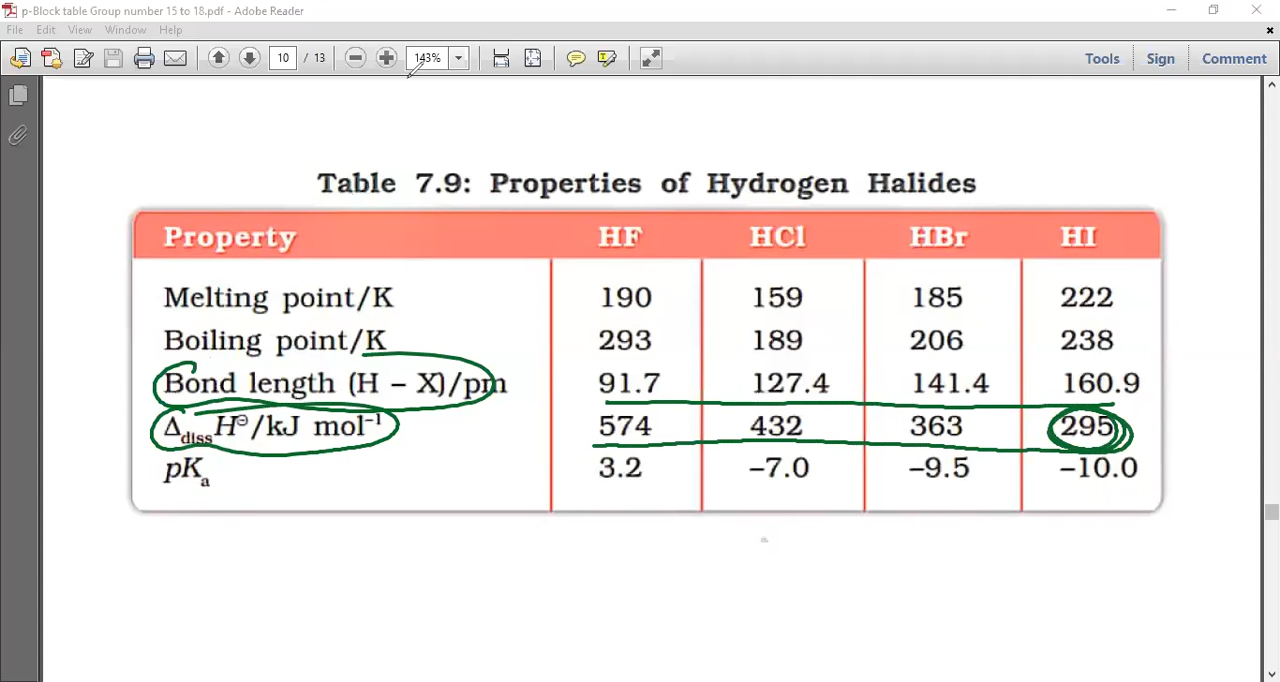 p-Block table Group number 15 to 18.pdf - Adobe Reader
File Edit View Window Help
10 / 13 143% Tools Sign Comment
Table 7.9: Properties of Hydrogen Halides
Property HF HCl HBr HI
Melting point/K 190 159 185 222
Boiling point/K 293 189 206 238
Bond length (H – X)/pm 91.7 127.4 141.4 160.9
Δdiss H⊖/kJ mol⁻¹ 574 432 363 295
pKa 3.2 –7.0 –9.5 –10.0